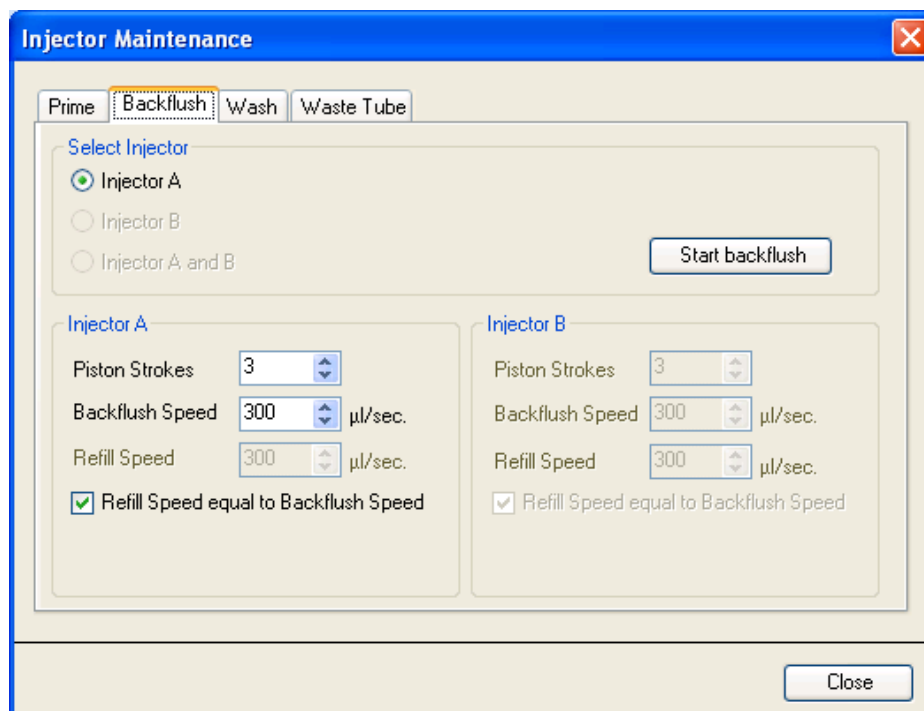 Injector Maintenance
Prime Backflush Wash Waste Tube
Select Injector
Injector A
Injector B
Injector A and B
Start backflush
Injector A
Piston Strokes 3
Backflush Speed 300 µl/sec.
Refill Speed 300 µl/sec.
Refill Speed equal to Backflush Speed
Injector B
Piston Strokes 3
Backflush Speed 300 µl/sec.
Refill Speed 300 µl/sec.
Refill Speed equal to Backflush Speed
Close